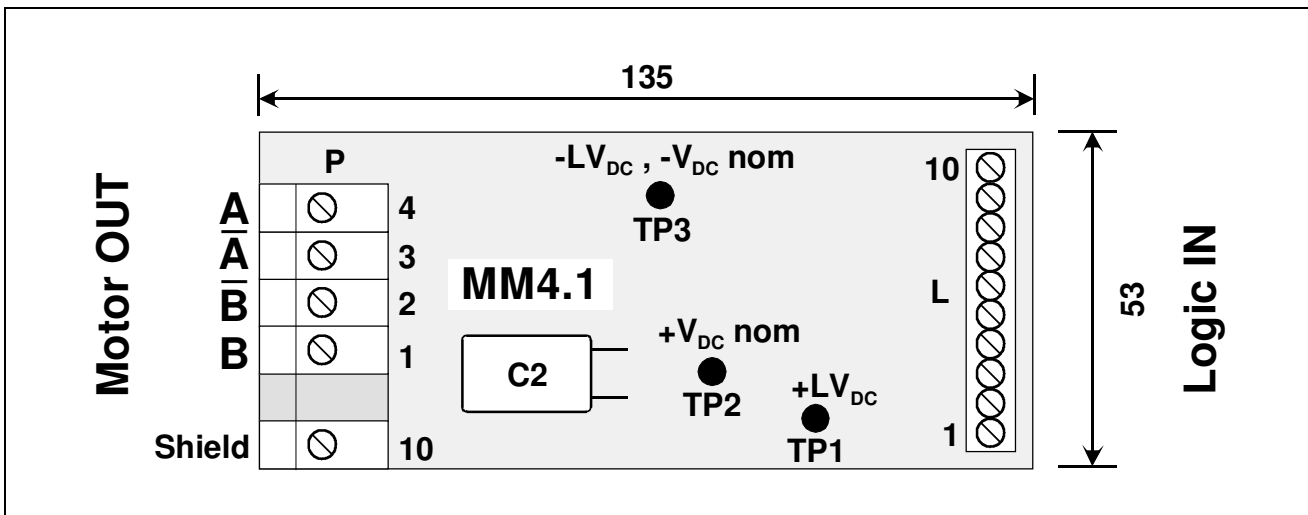 135
P
-LV_DC , -V_DC nom
TP3
10
L
1
Motor OUT
A 4
A̅ 3
B̅ 2
B 1
Shield 10
MM4.1
C2
+V_DC nom
TP2
+LV_DC
TP1
53
Logic IN